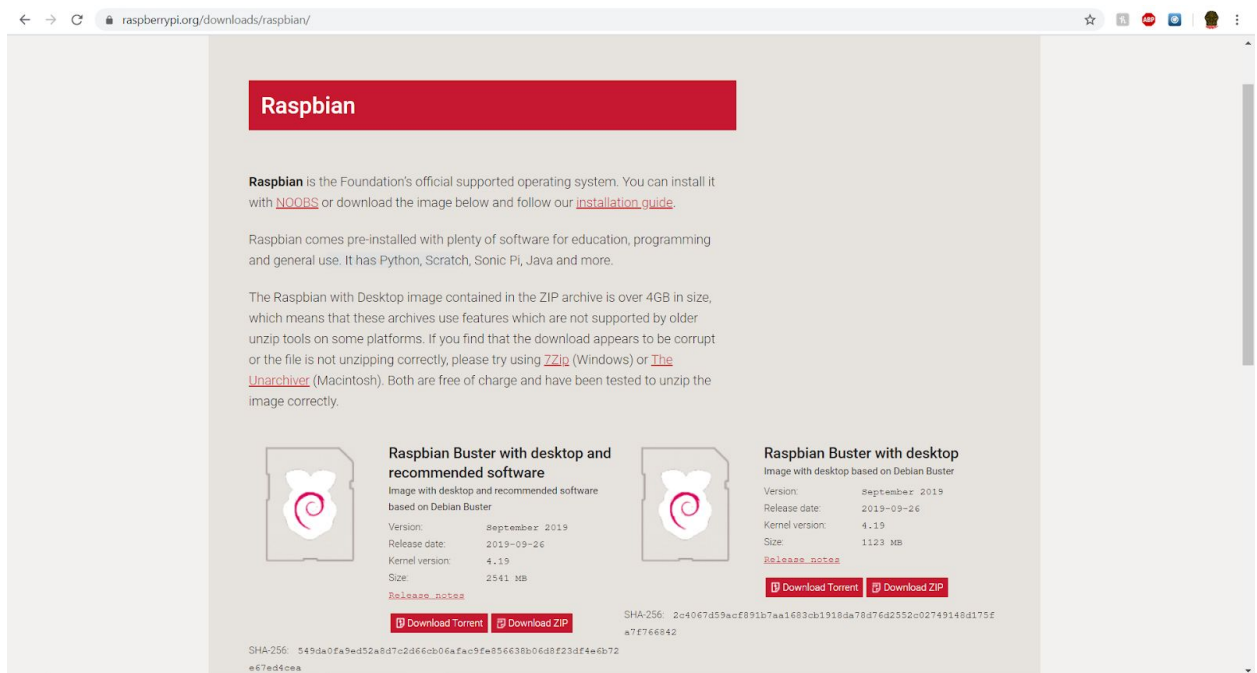 raspberrypi.org/downloads/raspbian/
ABP
Raspbian
Raspbian is the Foundation's official supported operating system. You can install it
with NOOBS or download the image below and follow our installation guide.
Raspbian comes pre-installed with plenty of software for education, programming
and general use. It has Python, Scratch, Sonic Pi, Java and more.
The Raspbian with Desktop image contained in the ZIP archive is over 4GB in size,
which means that these archives use features which are not supported by older
unzip tools on some platforms. If you find that the download appears to be corrupt
or the file is not unzipping correctly, please try using 7Zip (Windows) or The
Unarchiver (Macintosh). Both are free of charge and have been tested to unzip the
image correctly.
Raspbian Buster with desktop and
recommended software
Image with desktop and recommended software
based on Debian Buster
Version: September 2019
Release date: 2019-09-26
Kernel version: 4.19
Size: 2541 MB
Release notes
Download Torrent Download ZIP
SHA-256: 549da0fa9ed52a8d7c2d66cb06afac9fe856638b06d8f23df4e6b72
e67ed4cea
Raspbian Buster with desktop
Image with desktop based on Debian Buster
Version: September 2019
Release date: 2019-09-26
Kernel version: 4.19
Size: 1123 MB
Release notes
Download Torrent Download ZIP
SHA-256: 2c4067d59acf891b7aa1683cb1918da78d76d2552c02749148d175f
a7f766842